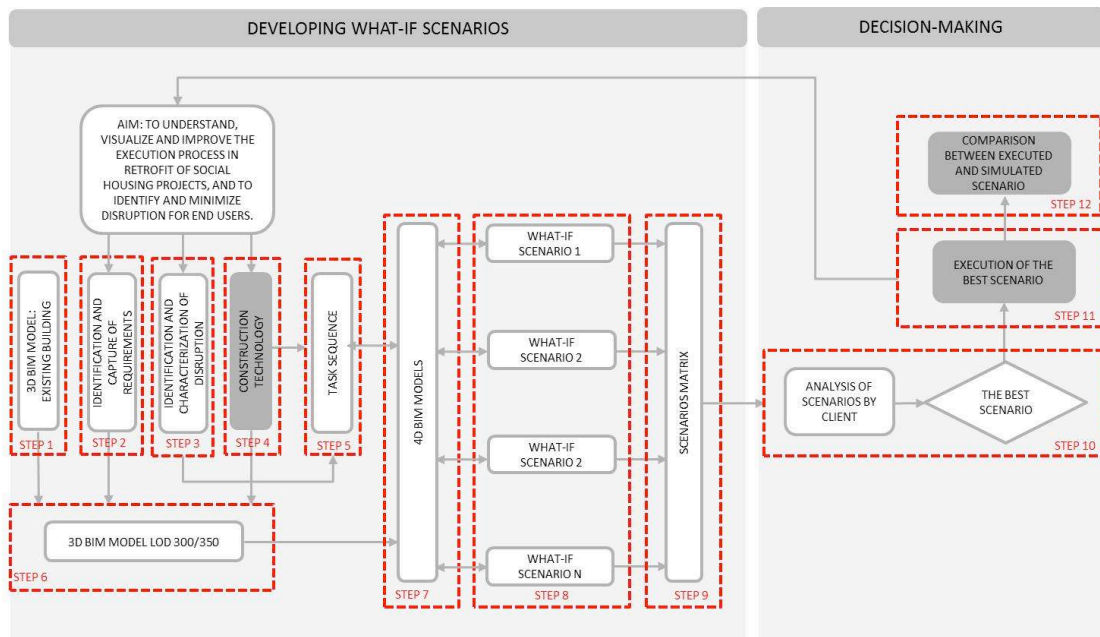 DEVELOPING WHAT-IF SCENARIOS
DECISION-MAKING
AIM: TO UNDERSTAND,
VISUALIZE AND IMPROVE THE
EXECUTION PROCESS IN
RETROFIT OF SOCIAL
HOUSING PROJECTS, AND TO
IDENTIFY AND MINIMIZE
DISRUPTION FOR END USERS.
3D BIM MODEL:
EXISTING BUILDING
STEP 1
IDENTIFICATION AND
CAPTURE OF
REQUIREMENTS
STEP 2
IDENTIFICATION AND
CHARACTERIZATION OF
DISRUPTION
STEP 3
CONSTRUCTION
TECHNOLOGY
STEP 4
TASK SEQUENCE
STEP 5
3D BIM MODEL LOD 300/350
STEP 6
4D BIM MODELS
STEP 7
WHAT-IF
SCENARIO 1
WHAT-IF
SCENARIO 2
WHAT-IF
SCENARIO 2
WHAT-IF
SCENARIO N
STEP 8
SCENARIOS MATRIX
STEP 9
ANALYSIS OF
SCENARIOS BY
CLIENT
THE BEST
SCENARIO
STEP 10
EXECUTION OF THE
BEST SCENARIO
STEP 11
COMPARISON
BETWEEN EXECUTED
AND SIMULATED
SCENARIO
STEP 12